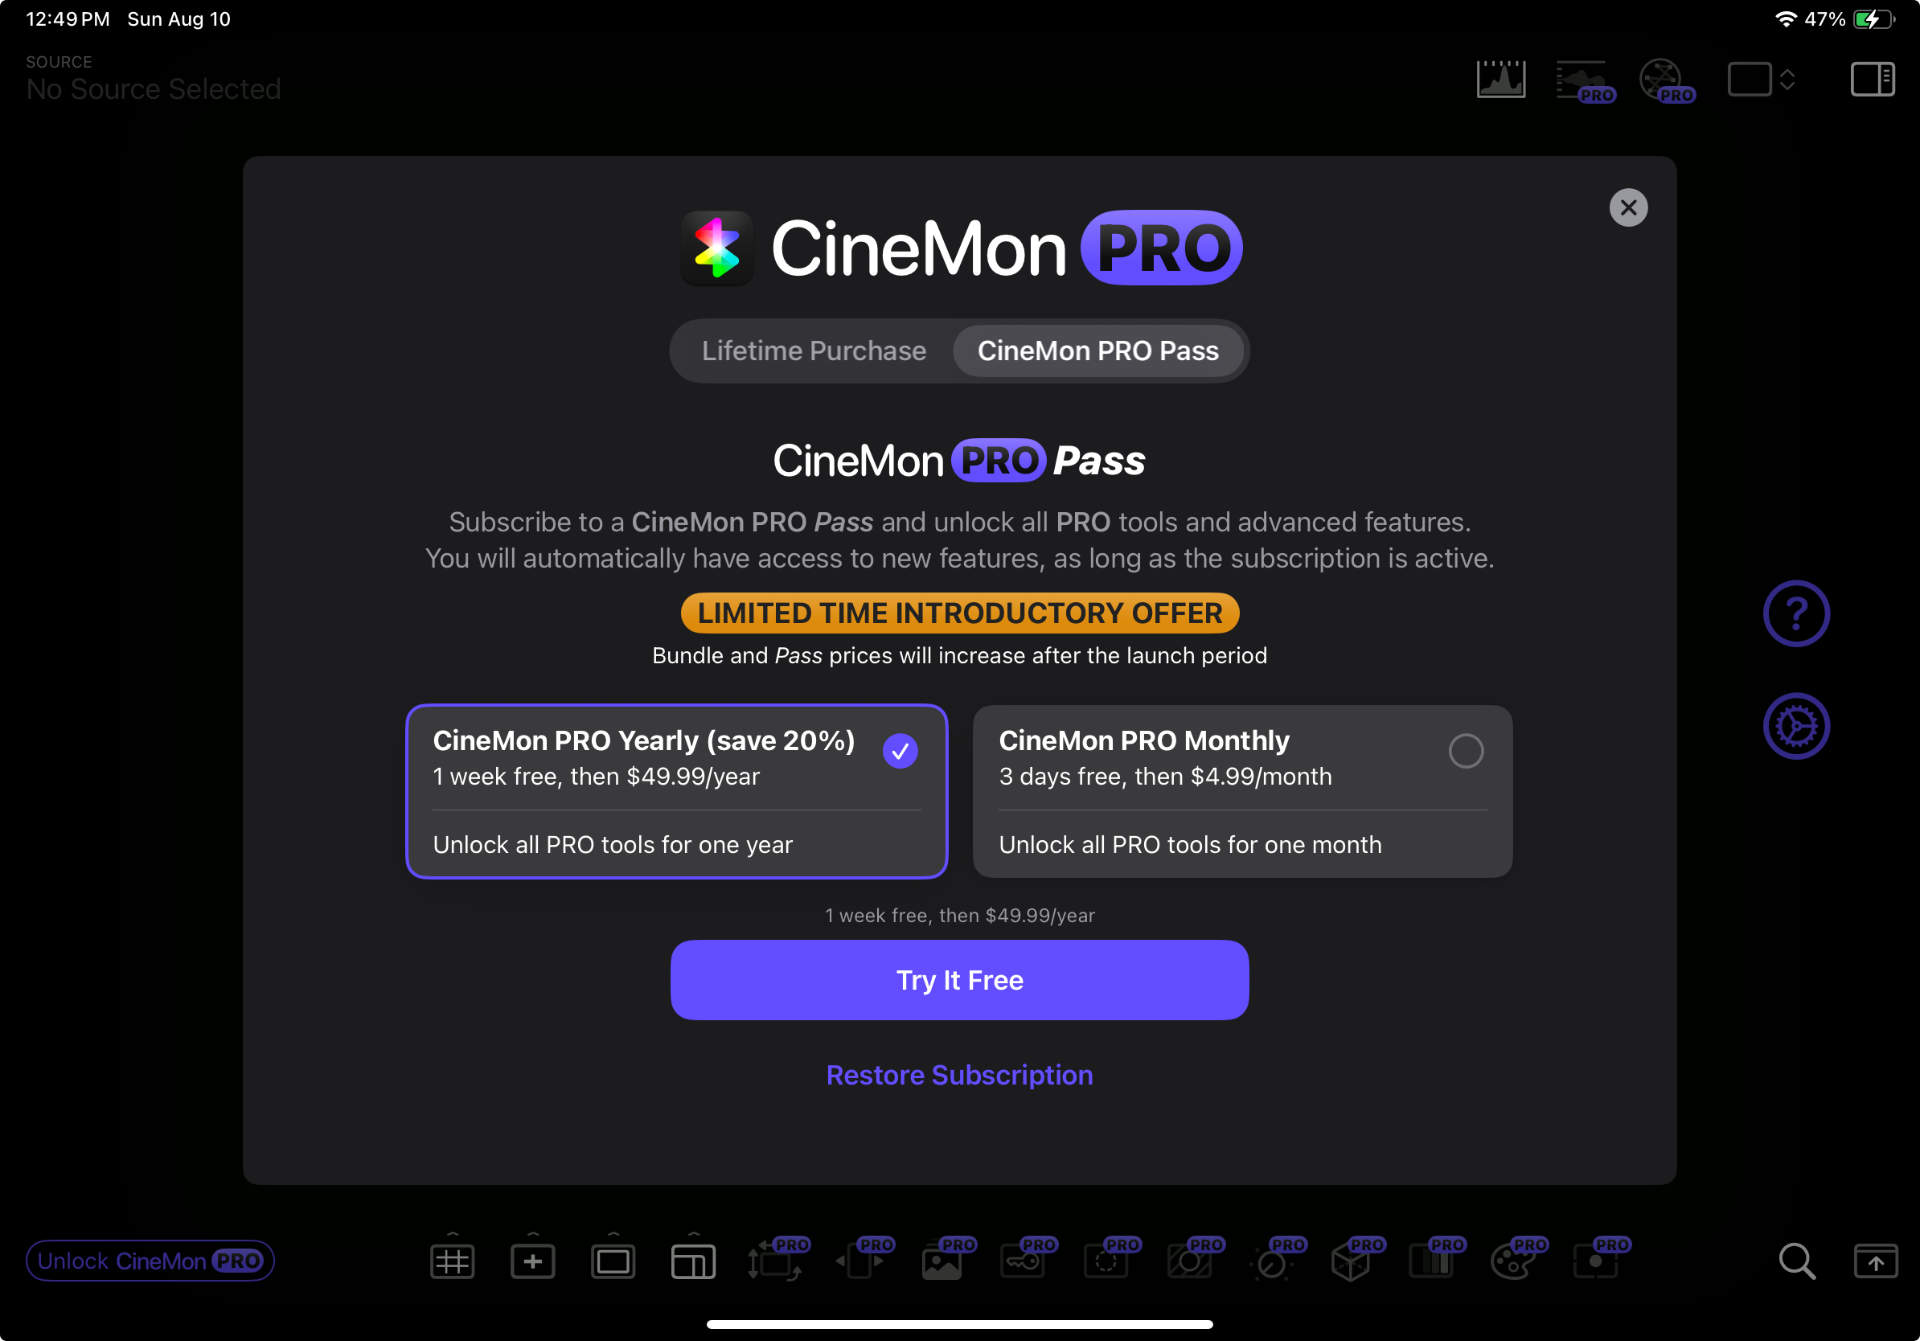 12:49 PM Sun Aug 10
47%
SOURCE
No Source Selected
PRO
PRO
CineMon PRO
Lifetime Purchase
CineMon PRO Pass
CineMon PRO Pass
Subscribe to a CineMon PRO Pass and unlock all PRO tools and advanced features.
You will automatically have access to new features, as long as the subscription is active.
LIMITED TIME INTRODUCTORY OFFER
Bundle and Pass prices will increase after the launch period
CineMon PRO Yearly (save 20%)
1 week free, then $49.99/year
Unlock all PRO tools for one year
CineMon PRO Monthly
3 days free, then $4.99/month
Unlock all PRO tools for one month
1 week free, then $49.99/year
Try It Free
Restore Subscription
Unlock CineMon PRO
PRO
PRO
PRO
PRO
PRO
PRO
PRO
PRO
PRO
PRO
PRO